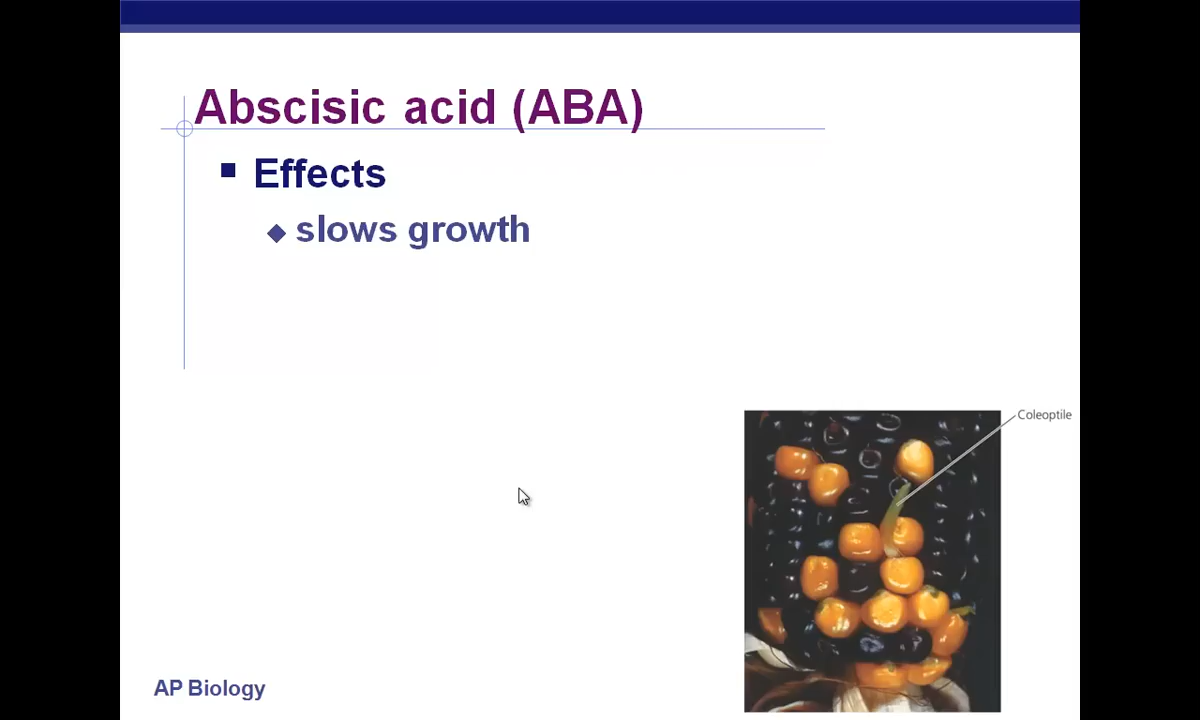 Abscisic acid (ABA)
Effects
slows growth
Coleoptile
AP Biology